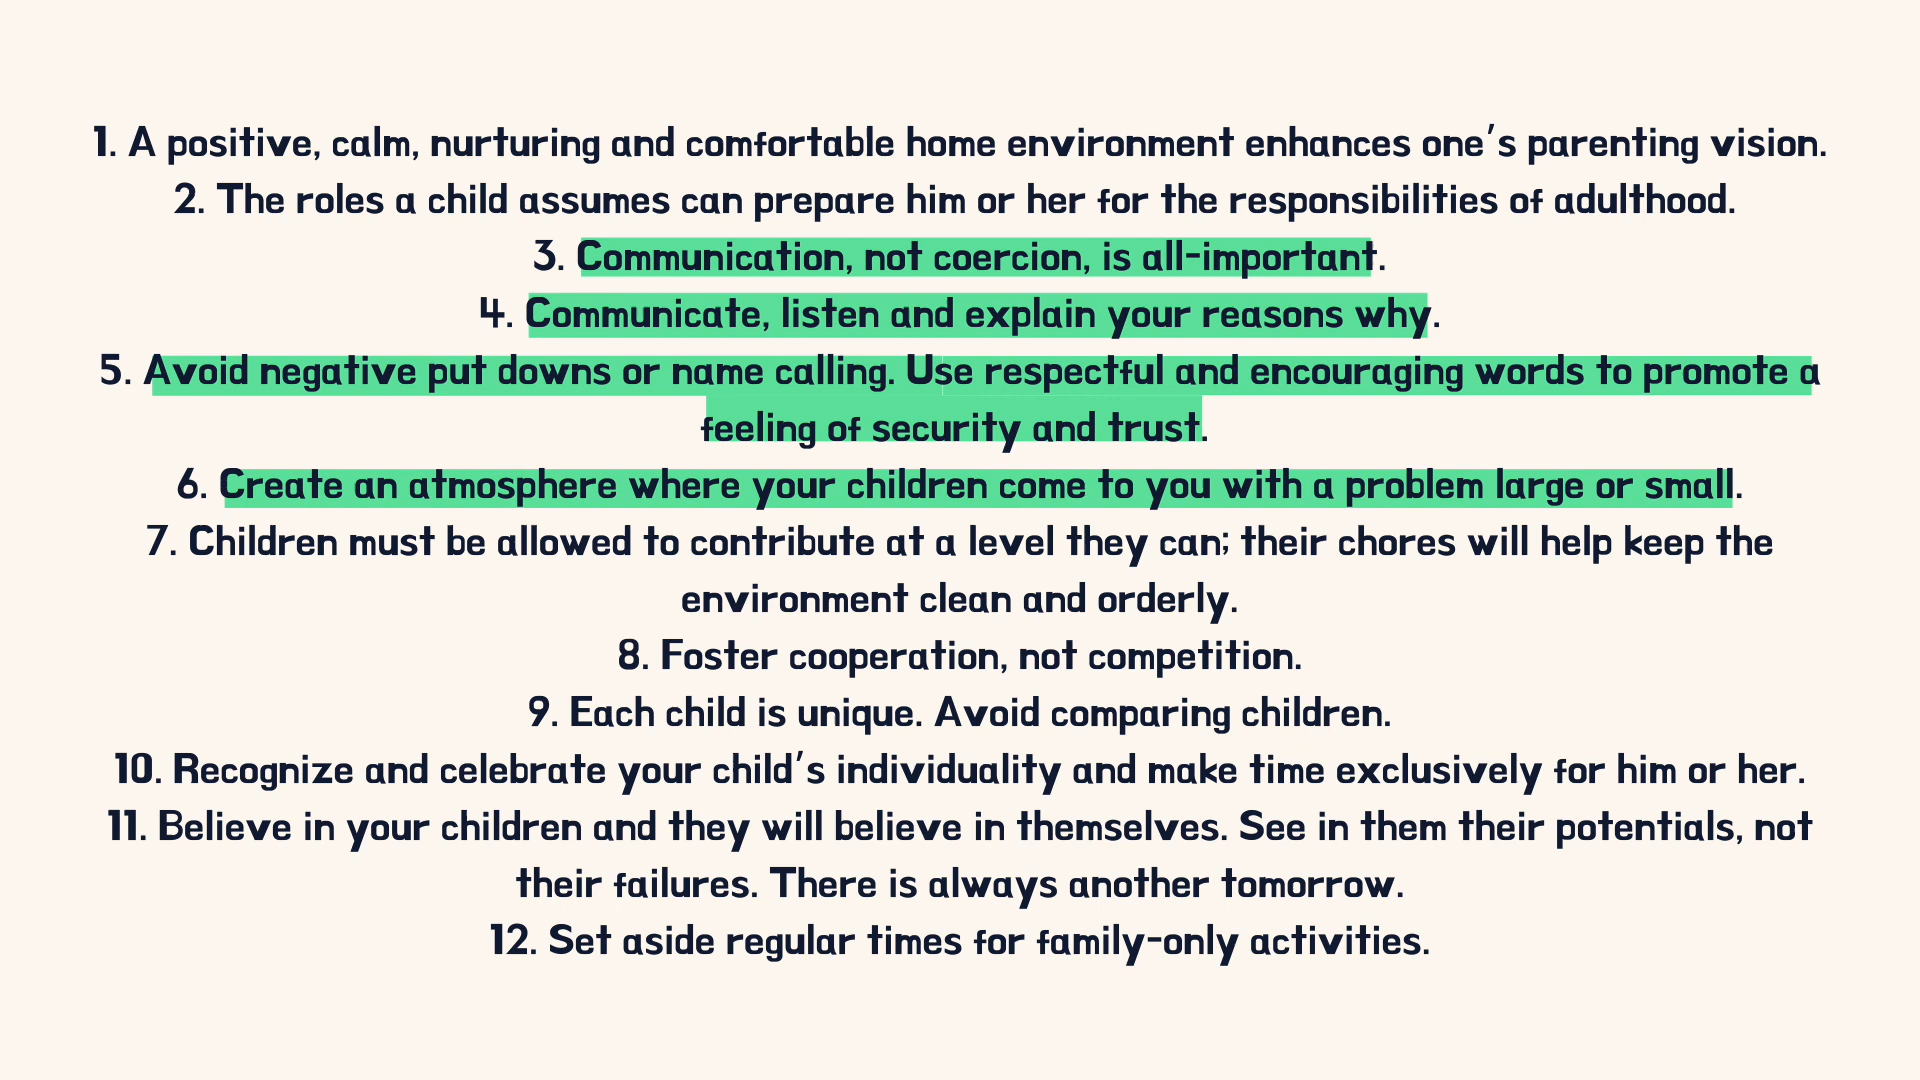 1. A positive, calm, nurturing and comfortable home environment enhances one's parenting vision.
2. The roles a child assumes can prepare him or her for the responsibilities of adulthood.
3. Communication, not coercion, is all-important.
4. Communicate, listen and explain your reasons why.
5. Avoid negative put downs or name calling. Use respectful and encouraging words to promote a
feeling of security and trust.
6. Create an atmosphere where your children come to you with a problem large or small.
7. Children must be allowed to contribute at a level they can; their chores will help keep the
environment clean and orderly.
8. Foster cooperation, not competition.
9. Each child is unique. Avoid comparing children.
10. Recognize and celebrate your child's individuality and make time exclusively for him or her.
11. Believe in your children and they will believe in themselves. See in them their potentials, not
their failures. There is always another tomorrow.
12. Set aside regular times for family-only activities.